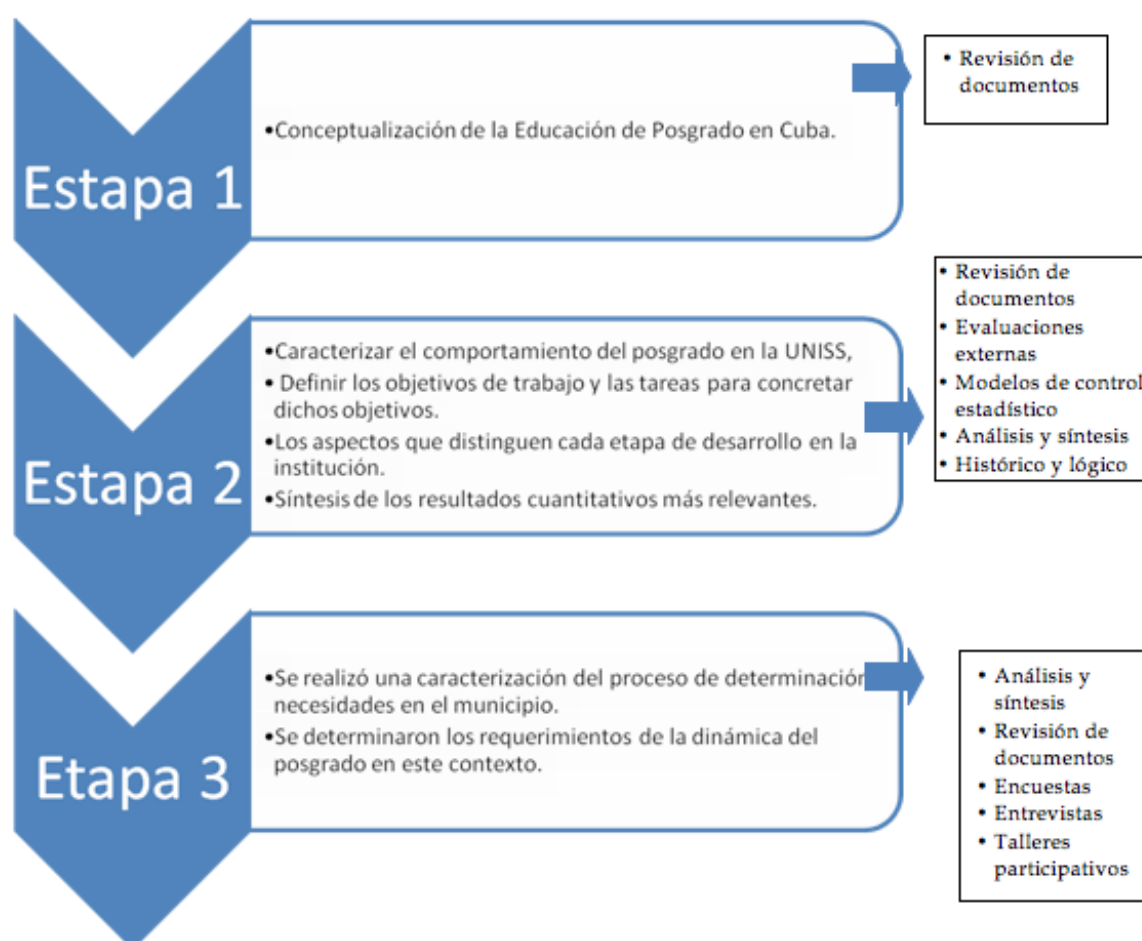 Estapa 1
•Conceptualización de la Educación de Posgrado en Cuba.
• Revisión de
documentos
Estapa 2
•Caracterizar el comportamiento del posgrado en la UNISS,
• Definir los objetivos de trabajo y las tareas para concretar
dichos objetivos.
•Los aspectos que distinguen cada etapa de desarrollo en la
institución.
•Síntesis de los resultados cuantitativos más relevantes.
• Revisión de
documentos
• Evaluaciones
externas
• Modelos de control
estadístico
• Análisis y síntesis
• Histórico y lógico
Etapa 3
•Se realizó una caracterización del proceso de determinación
necesidades en el municipio.
•Se determinaron los requerimientos de la dinámica del
posgrado en este contexto.
• Análisis y
síntesis
• Revisión de
documentos
• Encuestas
• Entrevistas
• Talleres
participativos